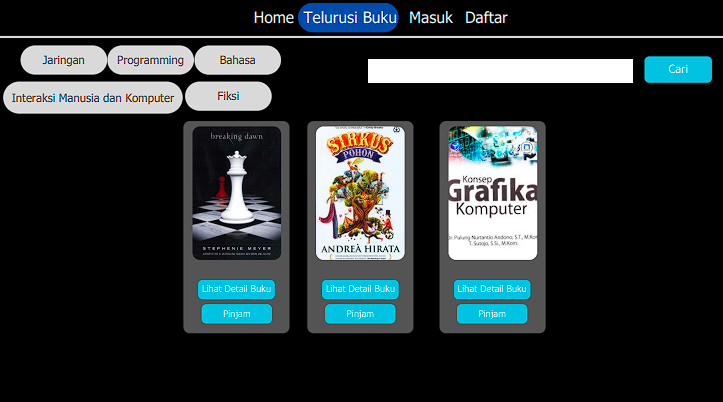 Home Telurusi Buku Masuk Daftar
Jaringan Programming Bahasa
Cari
Interaksi Manusia dan Komputer Fiksi
breaking dawn
STEPHENIE MEYER
SIRKUS
POHON
ANDREA HIRATA
Konsep
Grafika
Komputer
Dr. Pulung Nurtantio Andono, S.T., M.Kom.
T. Sutojo, S.Si., M.Kom.
Lihat Detail Buku Lihat Detail Buku Lihat Detail Buku
Pinjam Pinjam Pinjam